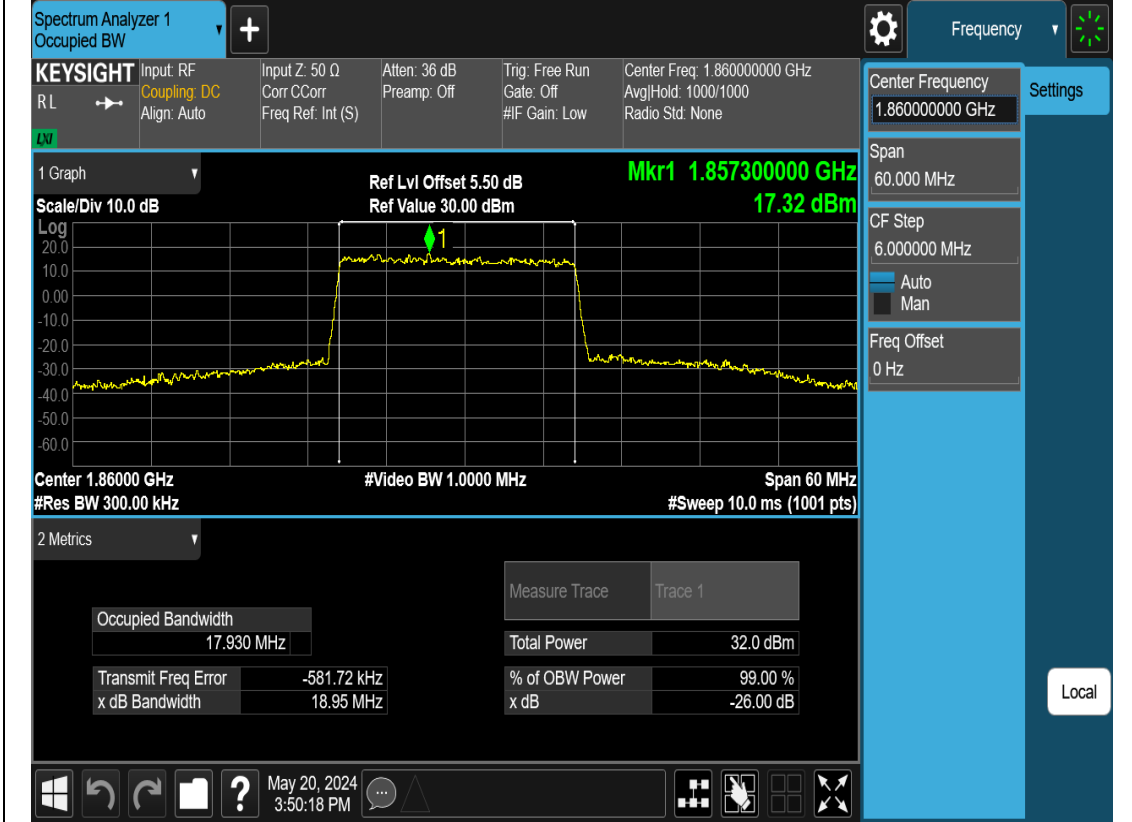 Spectrum Analyzer 1
Occupied BW
+
Frequency
KEYSIGHT
RL
LXI
Input: RF
Coupling: DC
Align: Auto
Input Z: 50 Ω
Corr CCorr
Freq Ref: Int (S)
Atten: 36 dB
Preamp: Off
Trig: Free Run
Gate: Off
#IF Gain: Low
Center Freq: 1.860000000 GHz
Avg|Hold: 1000/1000
Radio Std: None
Center Frequency
1.860000000 GHz
Settings
Span
60.000 MHz
CF Step
6.000000 MHz
Auto
Man
Freq Offset
0 Hz
Local
1 Graph
Scale/Div 10.0 dB
Ref Lvl Offset 5.50 dB
Ref Value 30.00 dBm
Mkr1 1.857300000 GHz
17.32 dBm
Log
1
20.0
10.0
0.00
-10.0
-20.0
-30.0
-40.0
-50.0
-60.0
Center 1.86000 GHz
#Res BW 300.00 kHz
#Video BW 1.0000 MHz
Span 60 MHz
#Sweep 10.0 ms (1001 pts)
2 Metrics
Measure Trace Trace 1
Occupied Bandwidth
17.930 MHz
Total Power 32.0 dBm
Transmit Freq Error -581.72 kHz
% of OBW Power 99.00 %
x dB Bandwidth 18.95 MHz
x dB -26.00 dB
?
May 20, 2024
3:50:18 PM